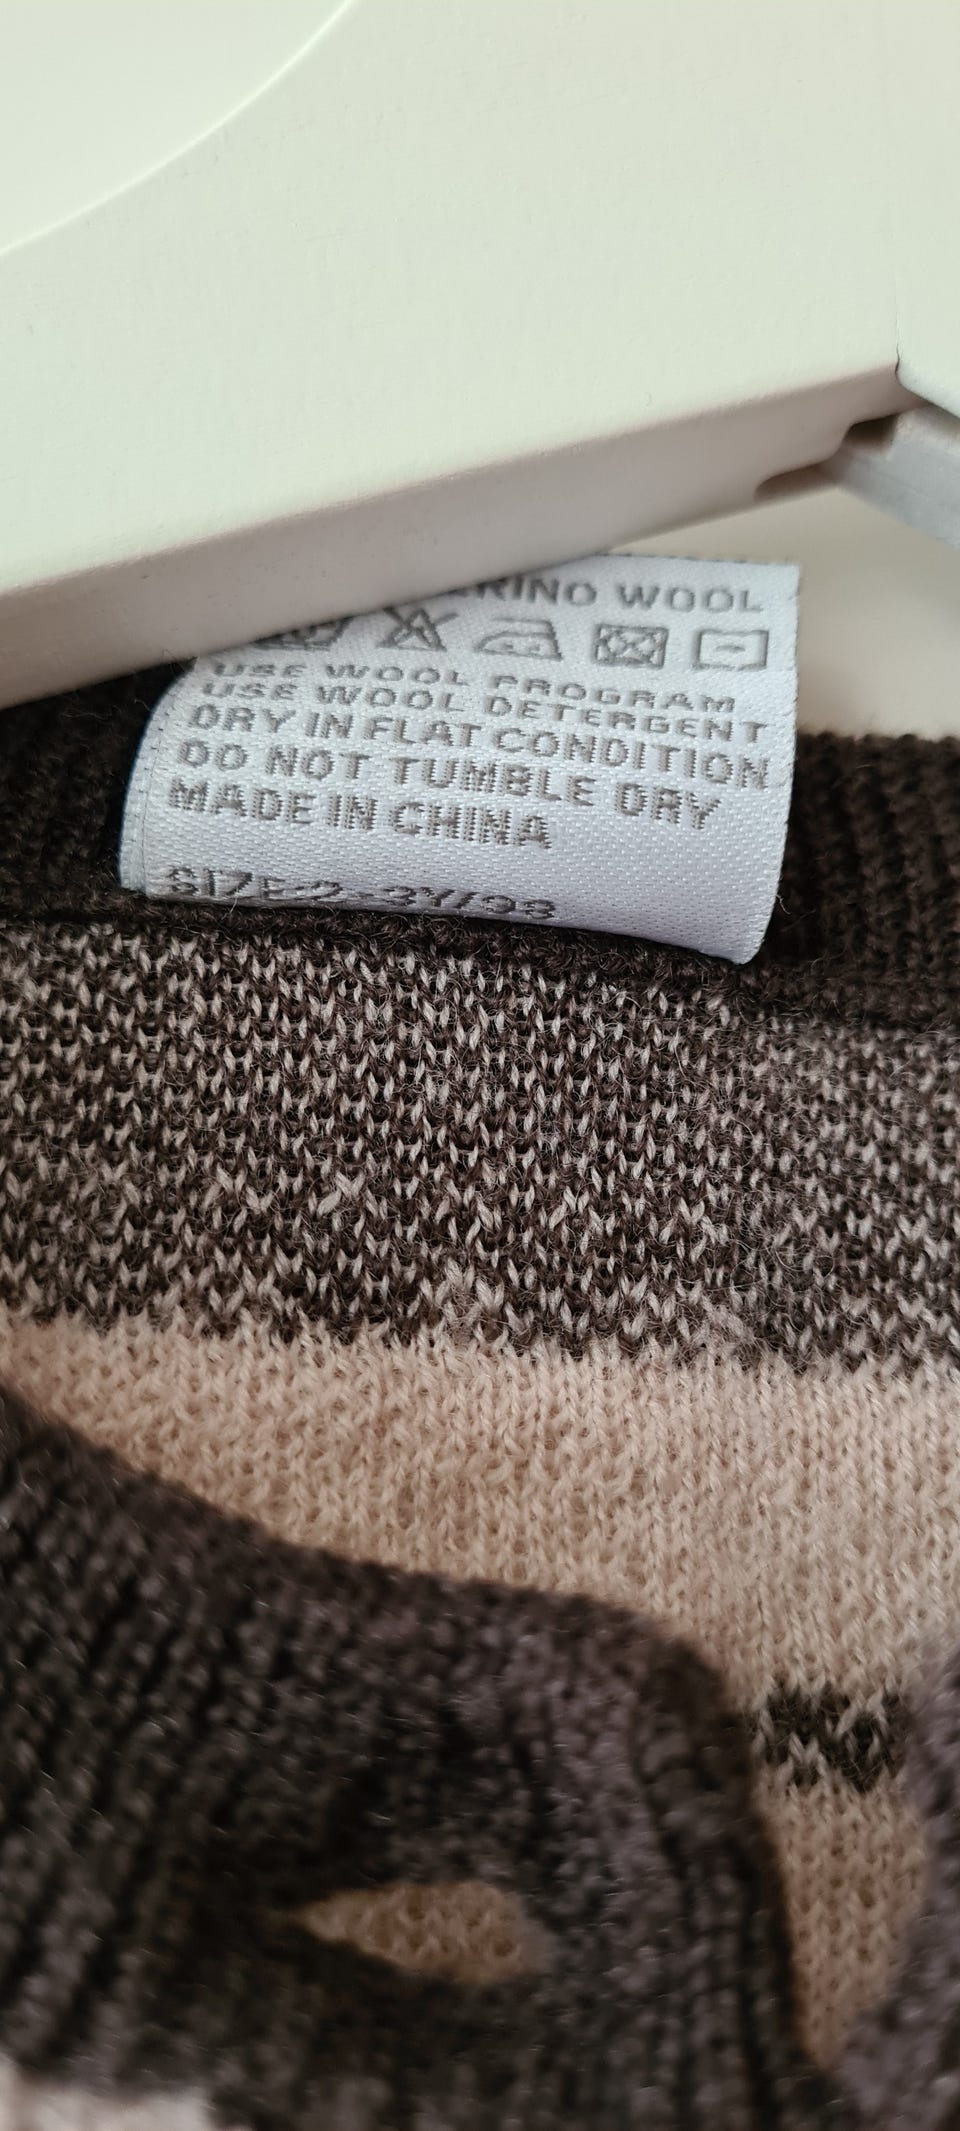 WOOL
USE WOOL PROGRAM
USE WOOL DETERGENT
DRY IN FLAT CONDITION
DO NOT TUMBLE DRY
MADE IN CHINA
SIZE:2-3Y/98